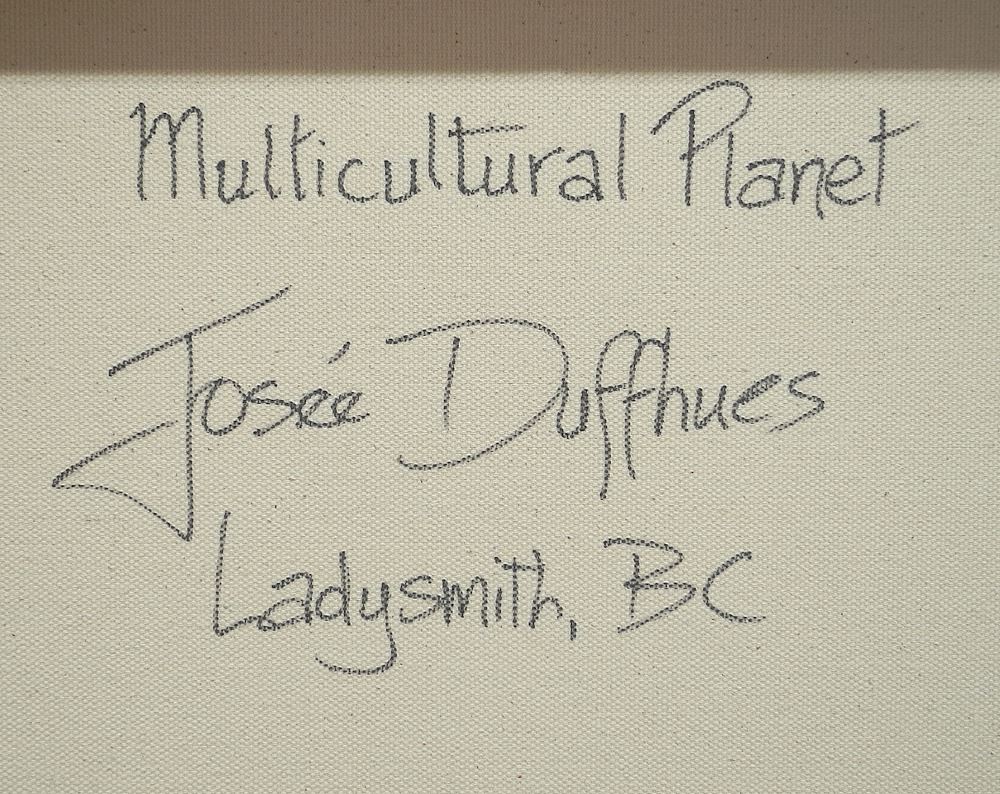 Multicultural Planet
Josée Duffhues
Ladysmith, BC